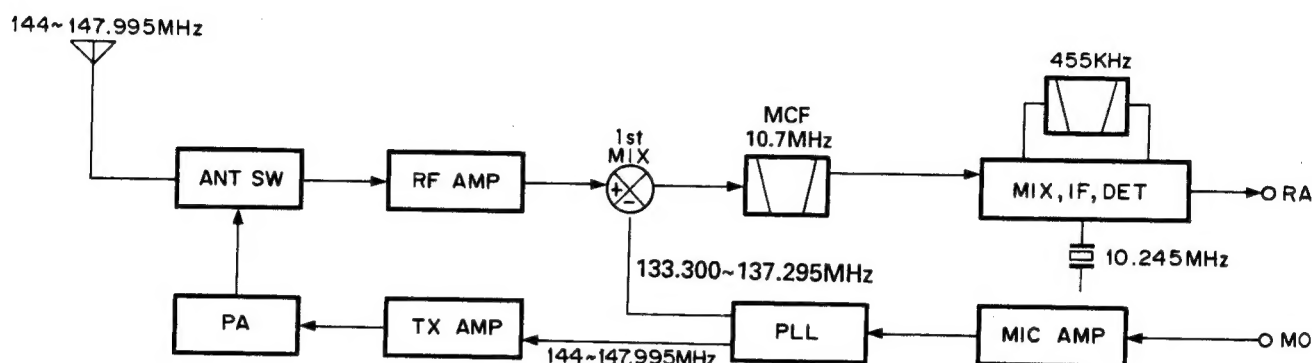 144~147.995MHz
455KHz
MCF
10.7MHz
1st
MIX
ANT SW
RF AMP
+
-
MIX, IF, DET
RA
133.300~137.295MHz
10.245MHz
PA
TX AMP
PLL
MIC AMP
MC
144~147.995MHz